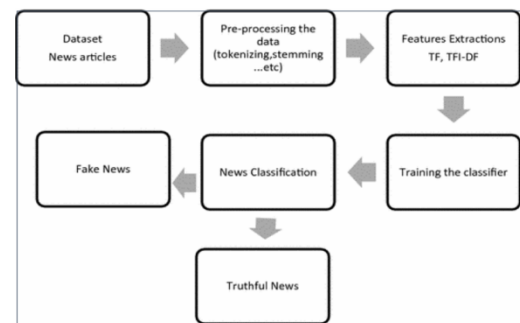 Dataset
News articles
Pre-processing the
data
(tokenizing,stemming
...etc)
Features Extractions
TF, TFI-DF
Fake News
News Classification
Training the classifier
Truthful News